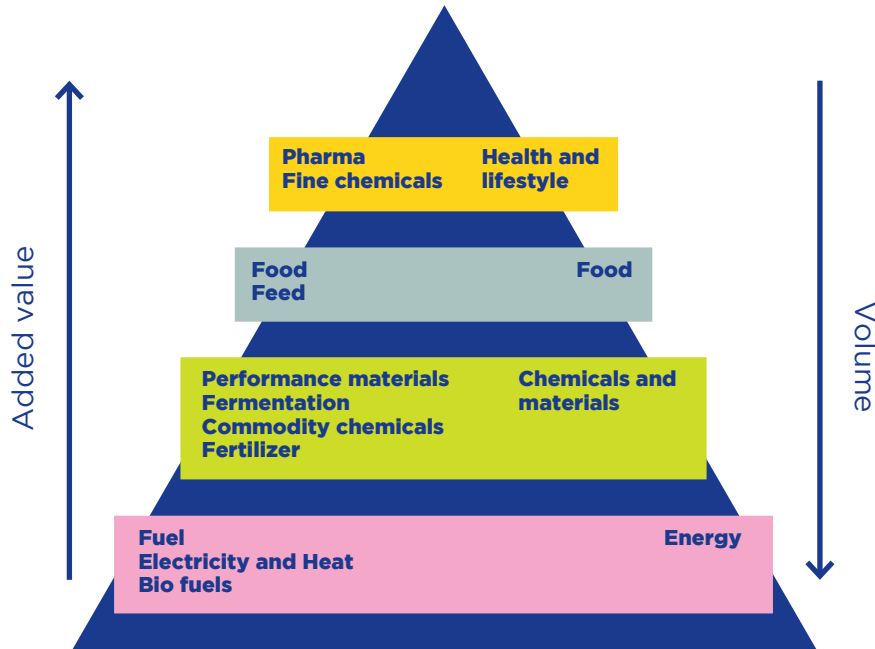 Added value
Pharma
Fine chemicals
Health and
lifestyle
Food
Feed
Food
Performance materials
Fermentation
Commodity chemicals
Fertilizer
Chemicals and
materials
Fuel
Electricity and Heat
Bio fuels
Energy
Volume